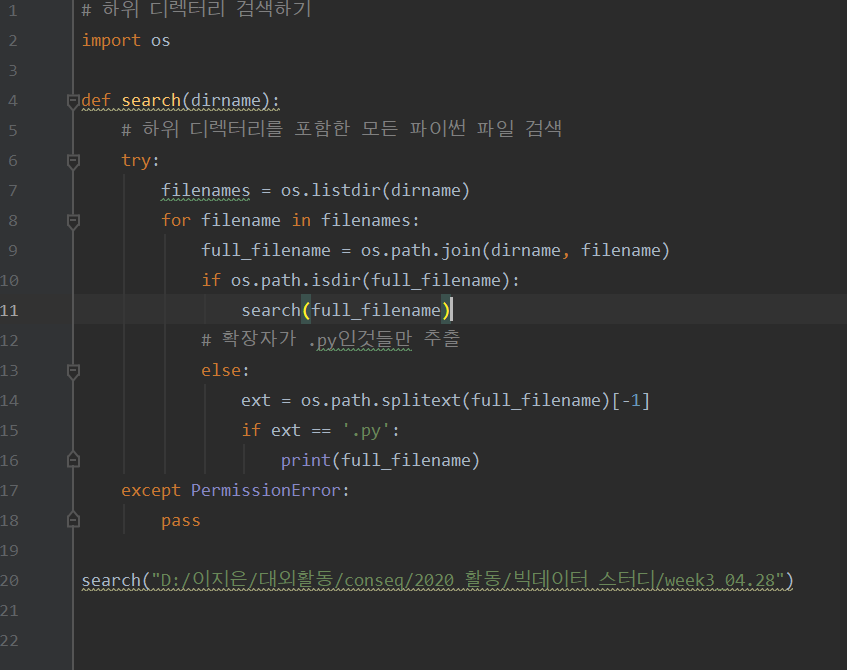 1 # 하위 디렉터리 검색하기
2 import os
3
4 def search(dirname):
5 # 하위 디렉터리를 포함한 모든 파이썬 파일 검색
6 try:
7 filenames = os.listdir(dirname)
8 for filename in filenames:
9 full_filename = os.path.join(dirname, filename)
10 if os.path.isdir(full_filename):
11 search(full_filename)
12 # 확장자가 .py인것들만 추출
13 else:
14 ext = os.path.splitext(full_filename)[-1]
15 if ext == '.py':
16 print(full_filename)
17 except PermissionError:
18 pass
19
20 search("D:/이지은/대외활동/conseq/2020 활동/빅데이터 스터디/week3_04.28")
21
22